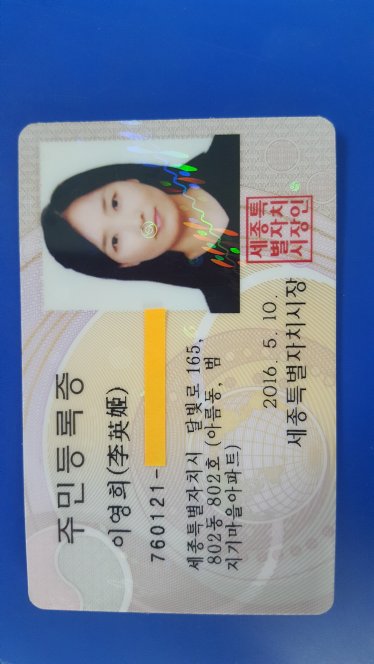 주민등록증
이영희(李英姬)
760121-
세종특별자치시 달빛로 165,
802동 802호 (아름동, 범
지기마을아파트)
2016. 5. 10.
세종특별자치시장
세종특
별자치
시장인